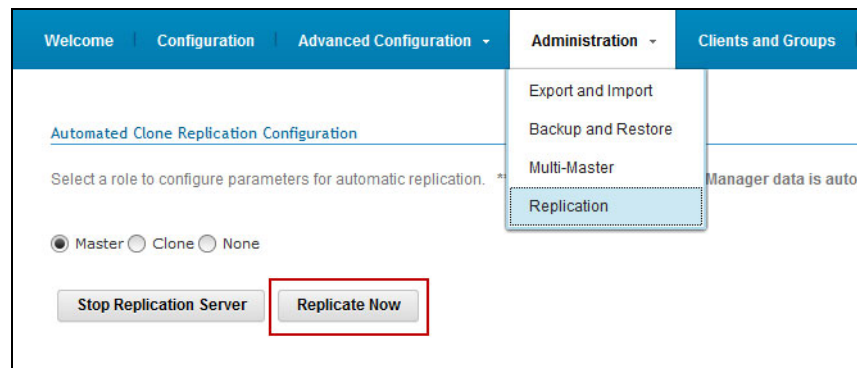 Welcome Configuration Advanced Configuration Administration Clients and Groups
Export and Import
Automated Clone Replication Configuration Backup and Restore
Multi-Master
Select a role to configure parameters for automatic replication. * Manager data is auto
Replication
Master Clone None
Stop Replication Server Replicate Now